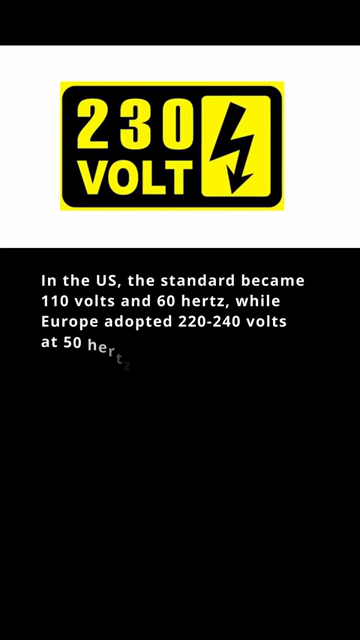 230
VOLT
In the US, the standard became
110 volts and 60 hertz, while
Europe adopted 220-240 volts
at 50 hertz